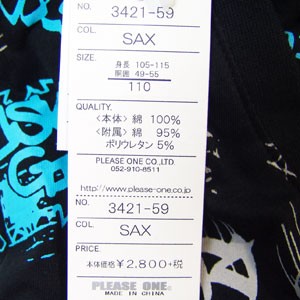 NO. 3421-59
COL. SAX
SIZE.
身長 105-115
胴囲 49-55
110
QUALITY.
〈本体〉綿 100%
〈附属〉綿 95%
ポリウレタン 5%
PLEASE ONE CO.,LTD
052-910-8511
http://www.please-one.co.jp
NO. 3421-59
COL. SAX
PRICE.
本体価格 ¥2,800+税
PLEASE ONE.
MADE IN CHINA